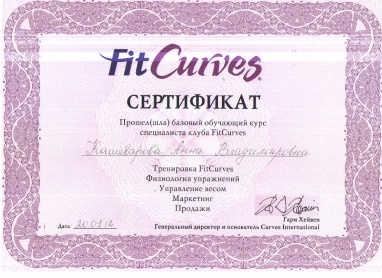 FitCurves
СЕРТИФИКАТ
Прошел(шла) базовый обучающий курс
специалиста клуба FitCurves
Кашеварова Анна Владимировна
Тренировка FitCurves
Физиология упражнений
Управление весом
Маркетинг
Продажи
Гари Хейвен
Дата 20.01.12 Генеральный директор и основатель Curves International